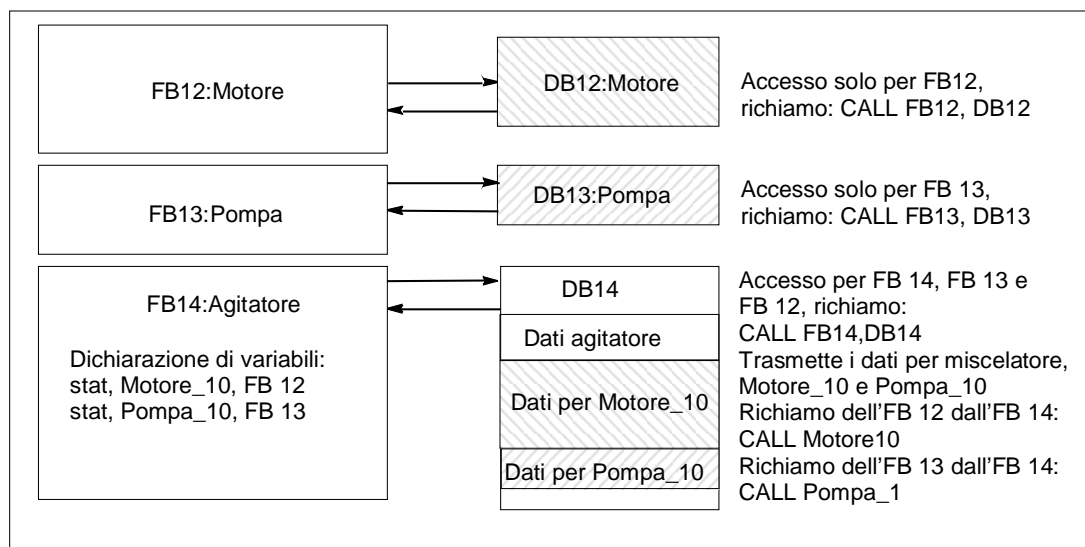 FB12:Motore
DB12:Motore
Accesso solo per FB12,
richiamo: CALL FB12, DB12
FB13:Pompa
DB13:Pompa
Accesso solo per FB 13,
richiamo: CALL FB13, DB13
FB14:Agitatore
Dichiarazione di variabili:
stat, Motore_10, FB 12
stat, Pompa_10, FB 13
DB14
Dati agitatore
Dati per Motore_10
Dati per Pompa_10
Accesso per FB 14, FB 13 e
FB 12, richiamo:
CALL FB14,DB14
Trasmette i dati per miscelatore,
Motore_10 e Pompa_10
Richiamo dell'FB 12 dall'FB 14:
CALL Motore10
Richiamo dell'FB 13 dall'FB 14:
CALL Pompa_1